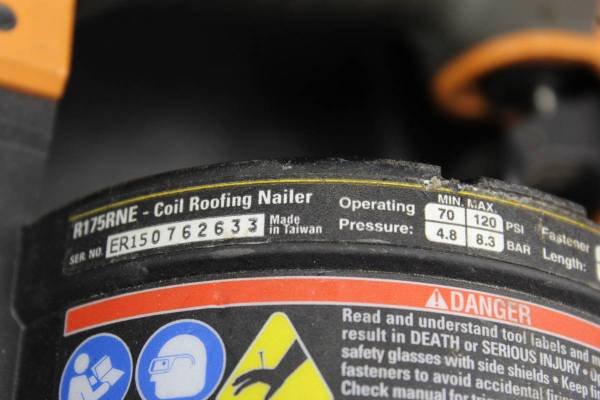 R175RNE - Coil Roofing Nailer
SER. NO. ER150762633 Made in Taiwan
Operating Pressure:
MIN. MAX.
70 120 PSI
4.8 8.3 BAR
Fastener
Length:
DANGER
Read and understand tool labels and
result in DEATH or SERIOUS INJURY •
safety glasses with side shields • Keep
fasteners to avoid accidental
Check manual for